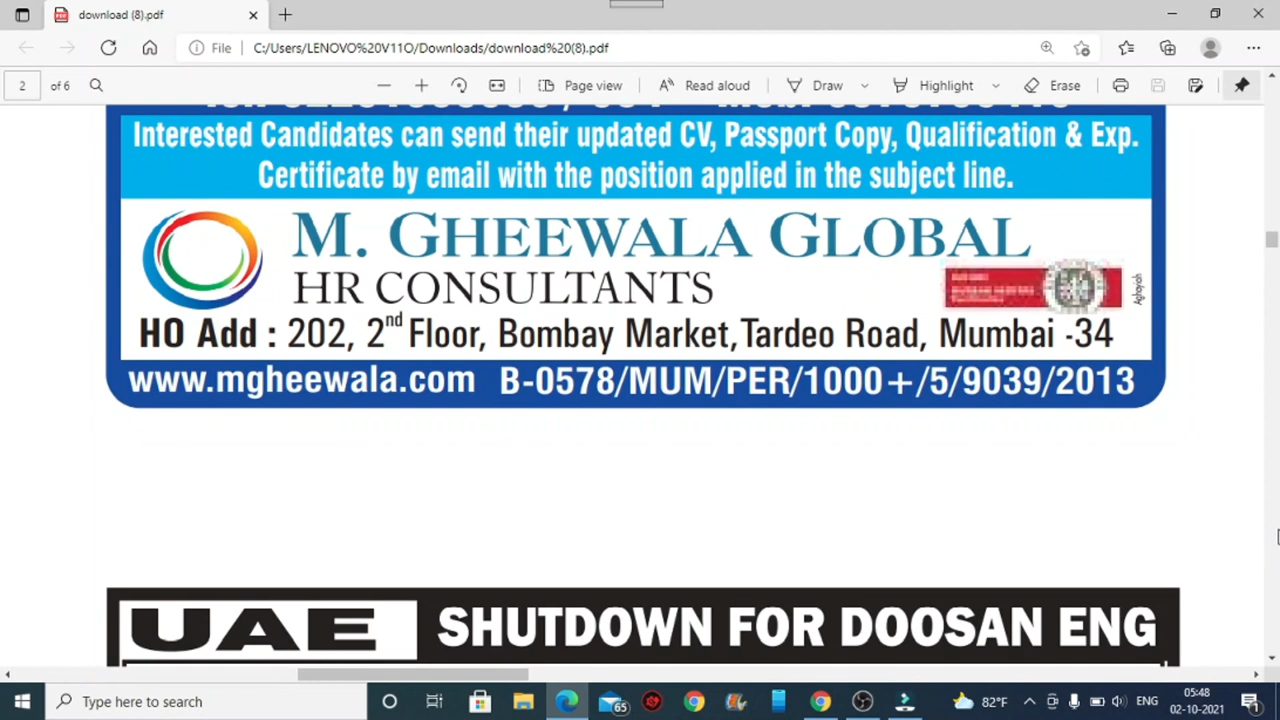 download (8).pdf
File C:/Users/LENOVO%20V11O/Downloads/download%20(8).pdf
2 of 6 Page view Read aloud Draw Highlight Erase
Interested Candidates can send their updated CV, Passport Copy, Qualification & Exp.
Certificate by email with the position applied in the subject line.
M. GHEEWALA GLOBAL
HR CONSULTANTS
HO Add : 202, 2nd Floor, Bombay Market, Tardeo Road, Mumbai -34
www.mgheewala.com B-0578/MUM/PER/1000+/5/9039/2013
UAE SHUTDOWN FOR DOOSAN ENG
Type here to search
65
82°F
ENG
05:48
02-10-2021
1